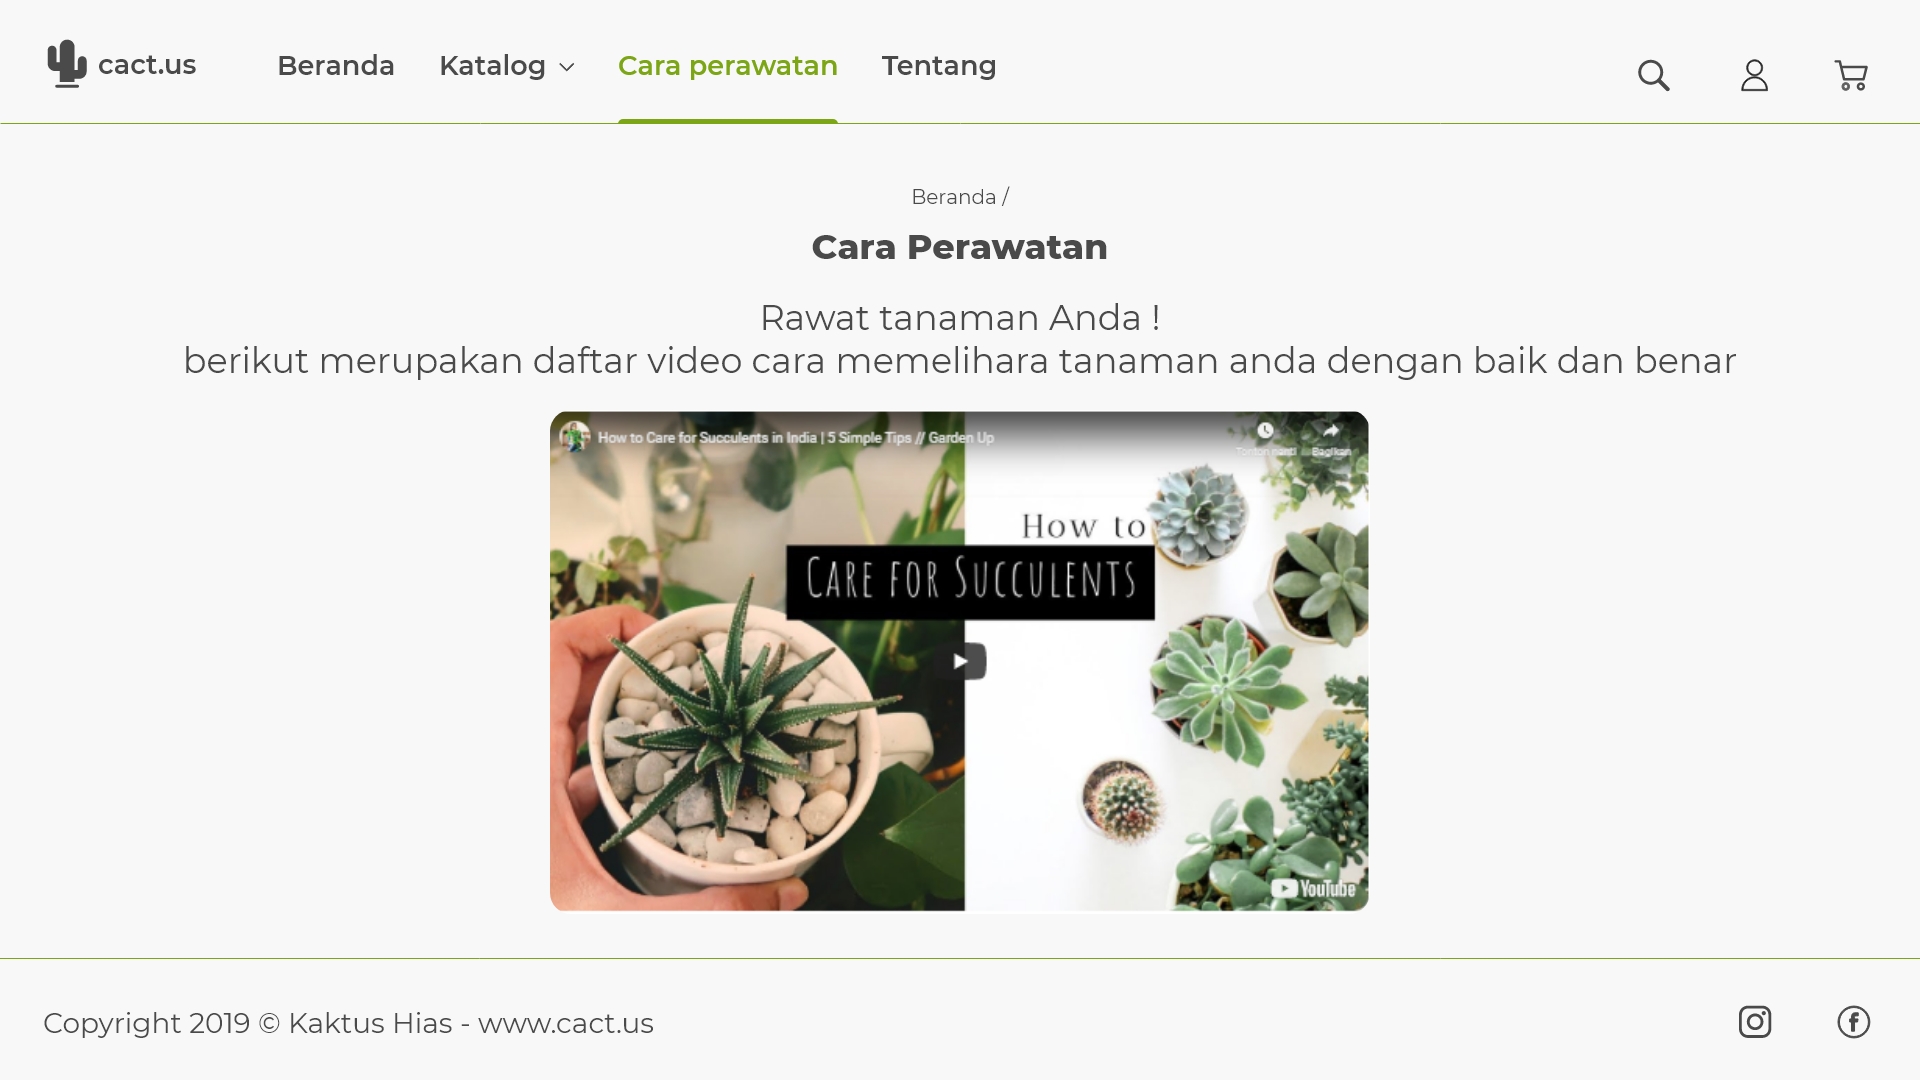 cact.us
Beranda
Katalog
Cara perawatan
Tentang
Beranda /
Cara Perawatan
Rawat tanaman Anda !
berikut merupakan daftar video cara memelihara tanaman anda dengan baik dan benar
How to Care for Succulents in India | 5 Simple Tips // Garden Up
Tonton nanti
Bagikan
How to
CARE FOR SUCCULENTS
YouTube
Copyright 2019 © Kaktus Hias - www.cact.us